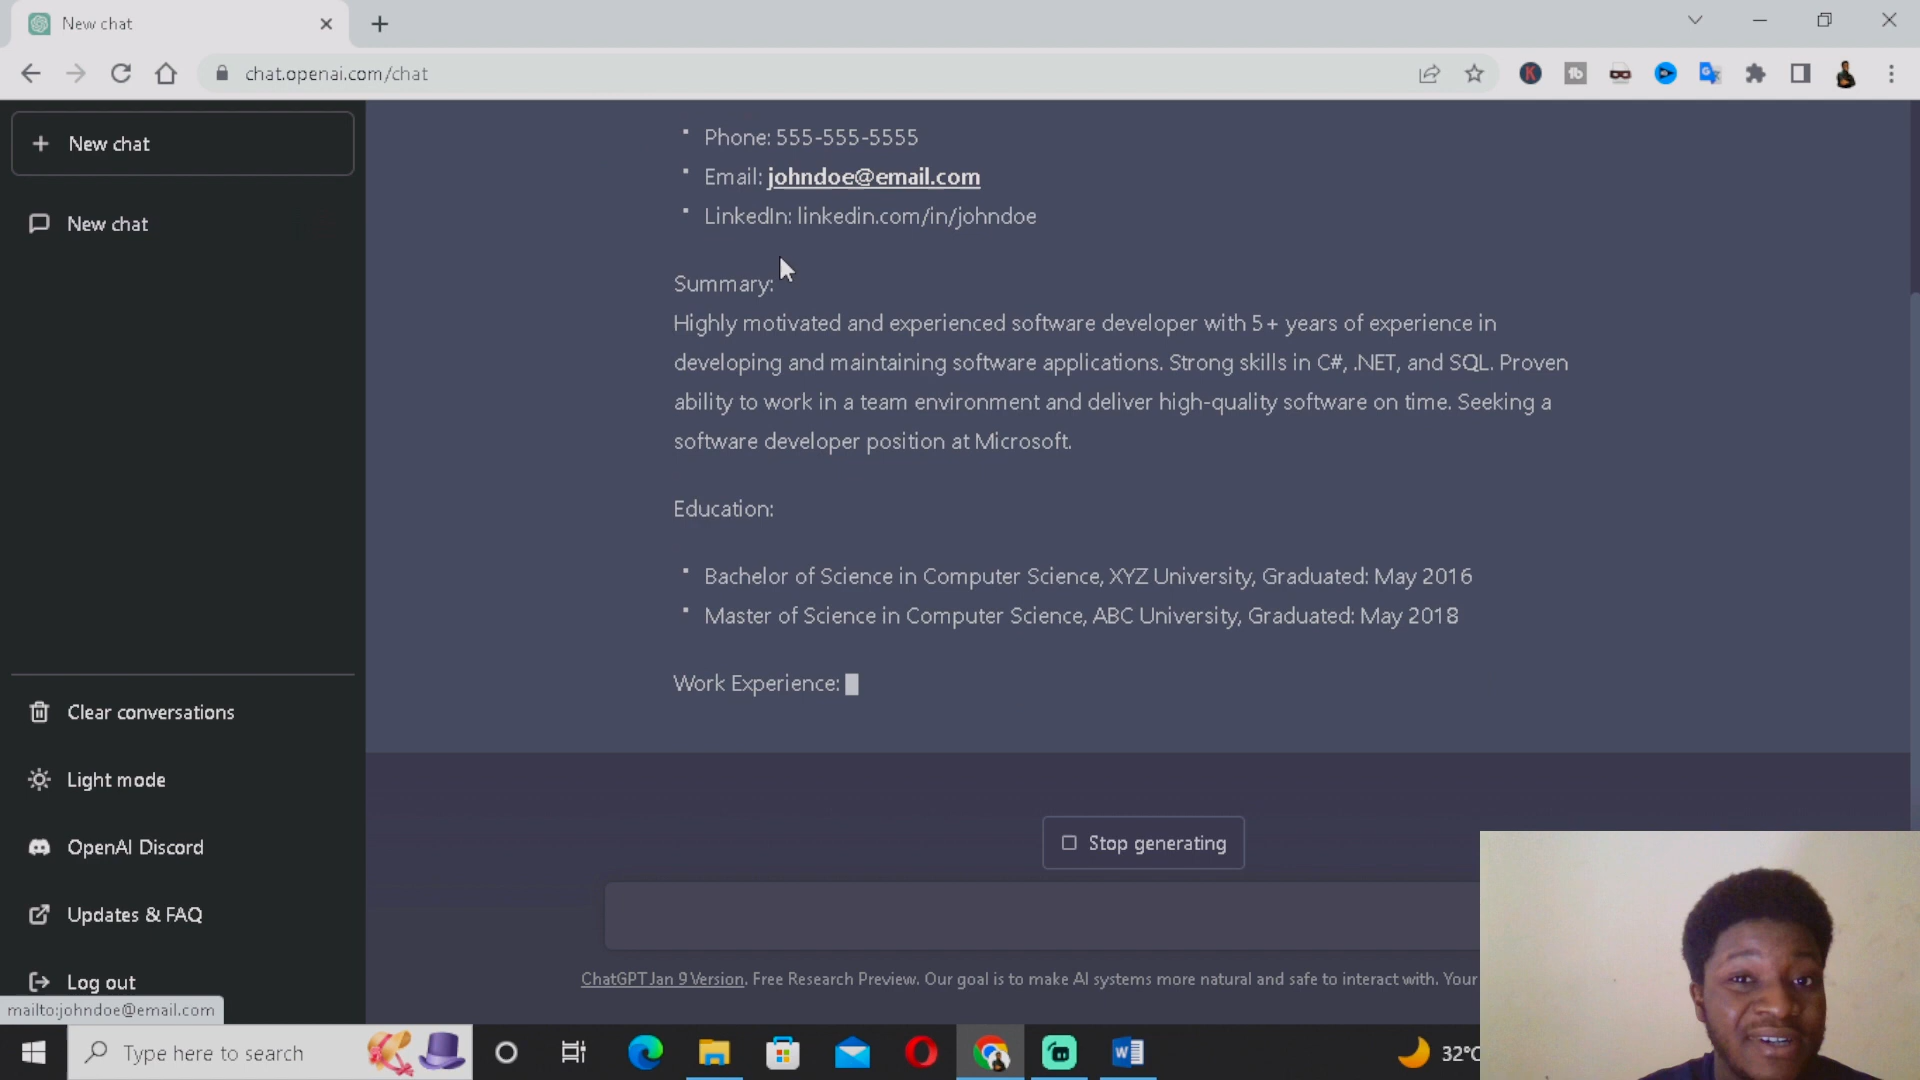 New chat
chat.openai.com/chat
New chat
New chat
Phone: 555-555-5555
Email: johndoe@email.com
LinkedIn: linkedin.com/in/johndoe
Summary:
Highly motivated and experienced software developer with 5+ years of experience in
developing and maintaining software applications. Strong skills in C#, .NET, and SQL. Proven
ability to work in a team environment and deliver high-quality software on time. Seeking a
software developer position at Microsoft.
Education:
Bachelor of Science in Computer Science, XYZ University, Graduated: May 2016
Master of Science in Computer Science, ABC University, Graduated: May 2018
Work Experience:
Clear conversations
Light mode
OpenAI Discord
Updates & FAQ
Log out
Stop generating
ChatGPT Jan 9 Version. Free Research Preview. Our goal is to make AI systems more natural and safe to interact with. Your
mailto:johndoe@email.com
Type here to search
32°C